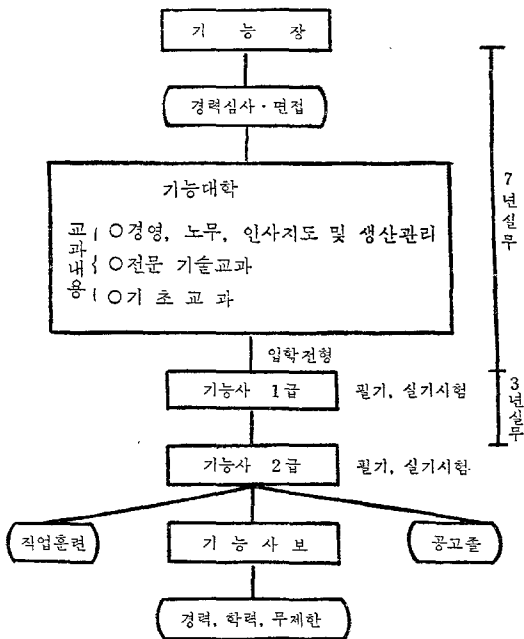 기 능 장
경력심사·면접
기능대학
교과내용
○경영, 노무, 인사지도 및 생산관리
○전문 기술교과
○기 초 교 과
7년실무
입학전형
기능사 1급 필기, 실기시험
3년실무
기능사 2급 필기, 실기시험
직업훈련 기 능 사 보 공고졸
경력, 학력, 무제한